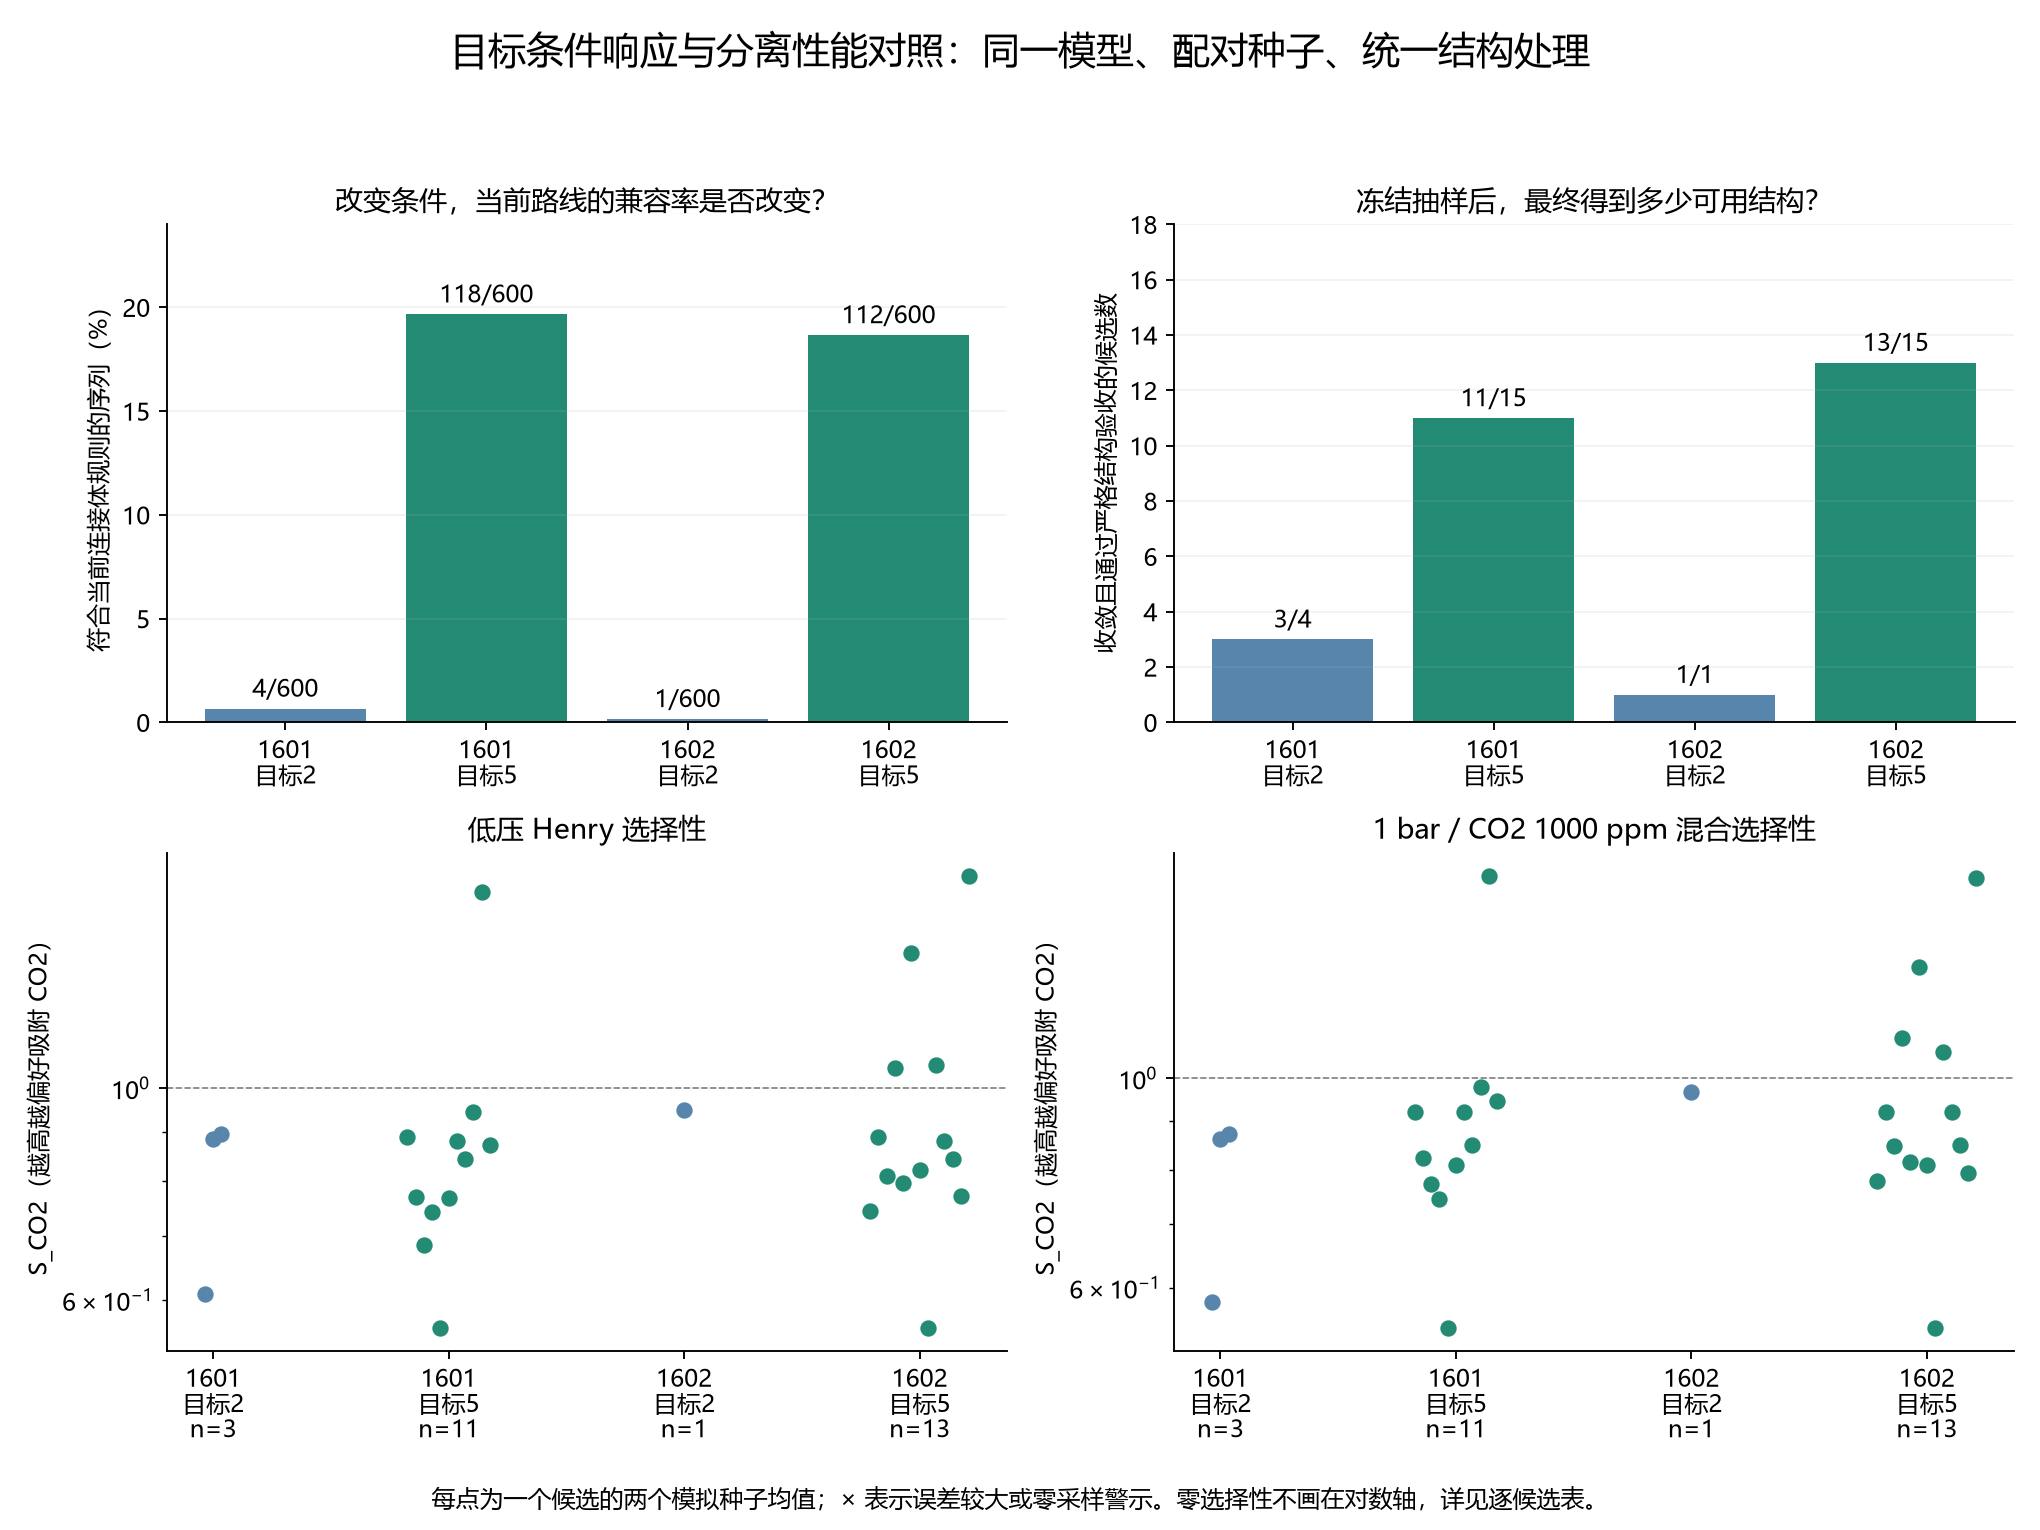 目标条件响应与分离性能对照：同一模型、配对种子、统一结构处理
改变条件，当前路线的兼容率是否改变？
符合当前连接体规则的序列（%）
20
15
10
5
0
4/600
118/600
1/600
112/600
1601
目标2
1601
目标5
1602
目标2
1602
目标5
冻结抽样后，最终得到多少可用结构？
收敛且通过严格结构验收的候选数
18
16
14
12
10
8
6
4
2
0
3/4
11/15
1/1
13/15
1601
目标2
1601
目标5
1602
目标2
1602
目标5
低压 Henry 选择性
S_CO2（越高越偏好吸附 CO2）
10⁰
6 × 10⁻¹
1601
目标2
n=3
1601
目标5
n=11
1602
目标2
n=1
1602
目标5
n=13
1 bar / CO2 1000 ppm 混合选择性
S_CO2（越高越偏好吸附 CO2）
10⁰
6 × 10⁻¹
1601
目标2
n=3
1601
目标5
n=11
1602
目标2
n=1
1602
目标5
n=13
每点为一个候选的两个模拟种子均值；× 表示误差较大或零采样警示。零选择性不画在对数轴，详见逐候选表。